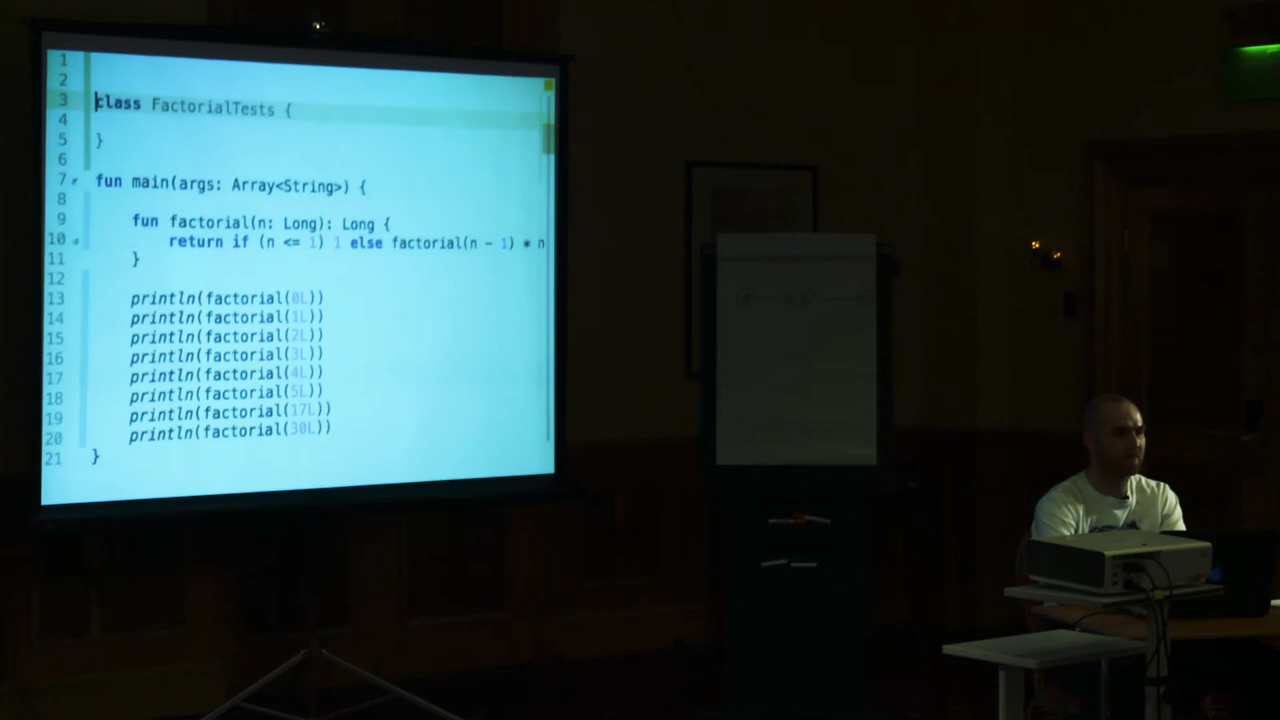 1
2
3 class FactorialTests {
4
5 }
6
7 fun main(args: Array<String>) {
8
9 fun factorial(n: Long): Long {
10 return if (n <= 1) 1 else factorial(n - 1) * n
11 }
12
13 println(factorial(0L))
14 println(factorial(1L))
15 println(factorial(2L))
16 println(factorial(3L))
17 println(factorial(4L))
18 println(factorial(5L))
19 println(factorial(17L))
20 println(factorial(30L))
21 }